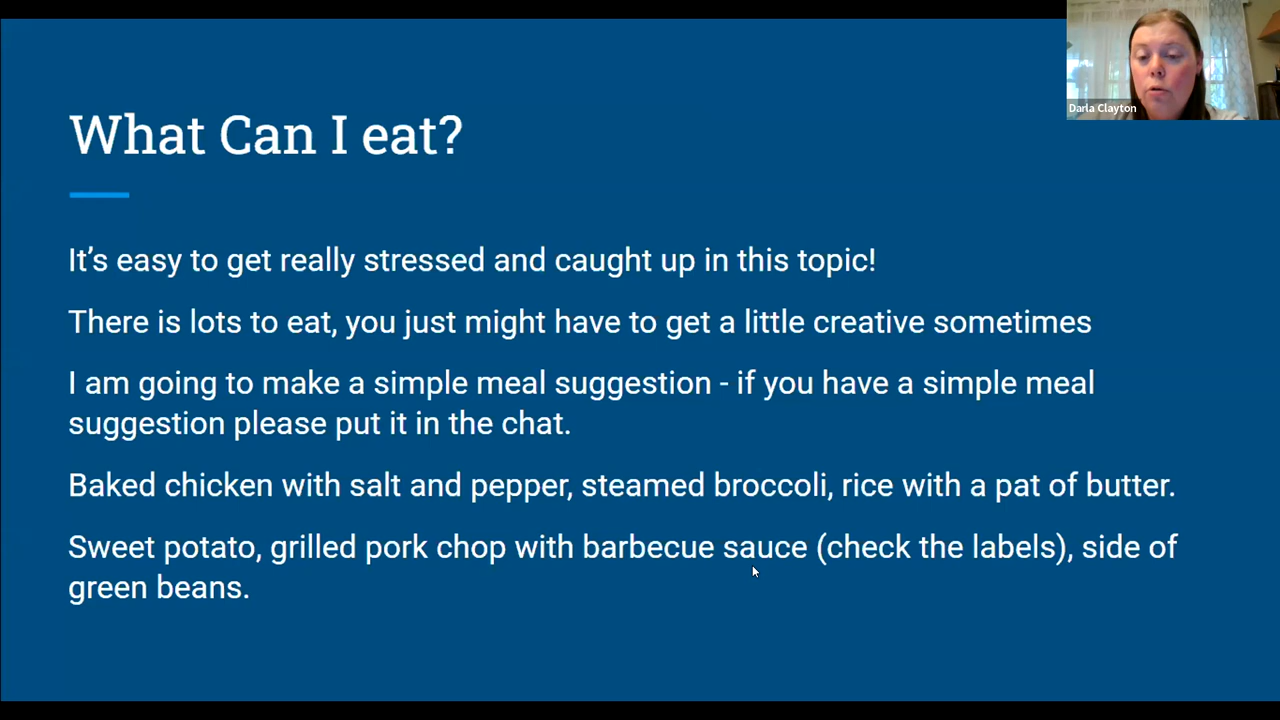 Darla Clayton
What Can I eat?
It’s easy to get really stressed and caught up in this topic!
There is lots to eat, you just might have to get a little creative sometimes
I am going to make a simple meal suggestion - if you have a simple meal
suggestion please put it in the chat.
Baked chicken with salt and pepper, steamed broccoli, rice with a pat of butter.
Sweet potato, grilled pork chop with barbecue sauce (check the labels), side of
green beans.